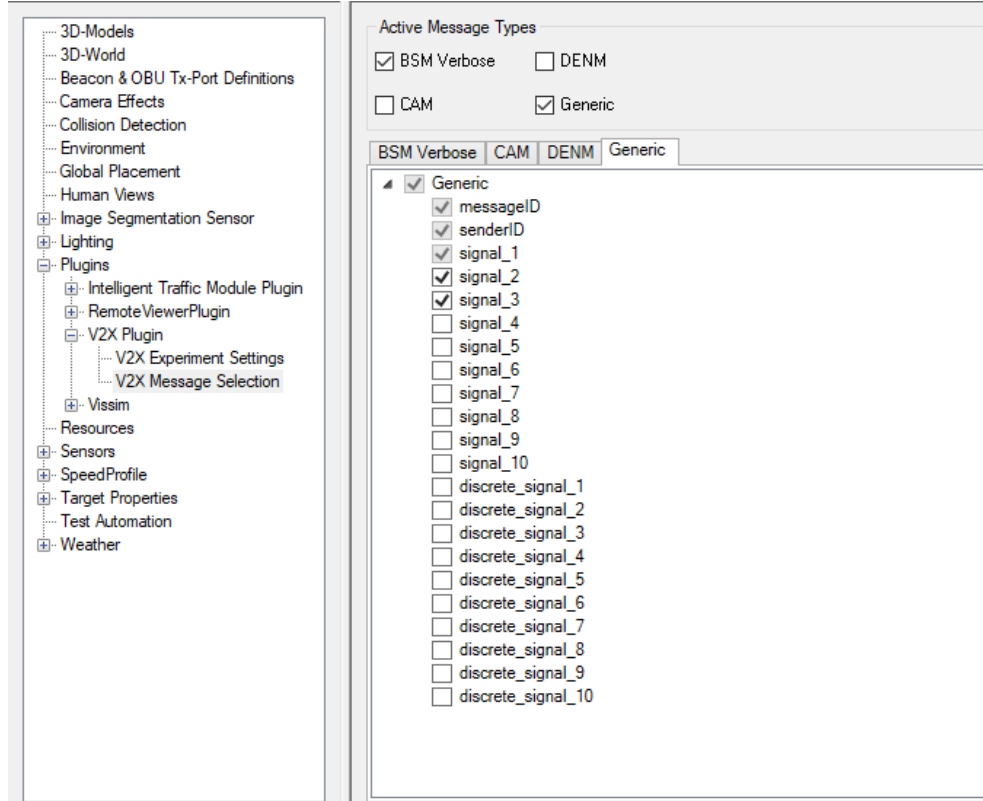 3D-Models
3D-World
Beacon & OBU Tx-Port Definitions
Camera Effects
Collision Detection
Environment
Global Placement
Human Views
Image Segmentation Sensor
Lighting
Plugins
Intelligent Traffic Module Plugin
RemoteViewerPlugin
V2X Plugin
V2X Experiment Settings
V2X Message Selection
Vissim
Resources
Sensors
SpeedProfile
Target Properties
Test Automation
Weather
Active Message Types
BSM Verbose DENM
CAM Generic
BSM Verbose CAM DENM Generic
Generic
messageID
senderID
signal_1
signal_2
signal_3
signal_4
signal_5
signal_6
signal_7
signal_8
signal_9
signal_10
discrete_signal_1
discrete_signal_2
discrete_signal_3
discrete_signal_4
discrete_signal_5
discrete_signal_6
discrete_signal_7
discrete_signal_8
discrete_signal_9
discrete_signal_10